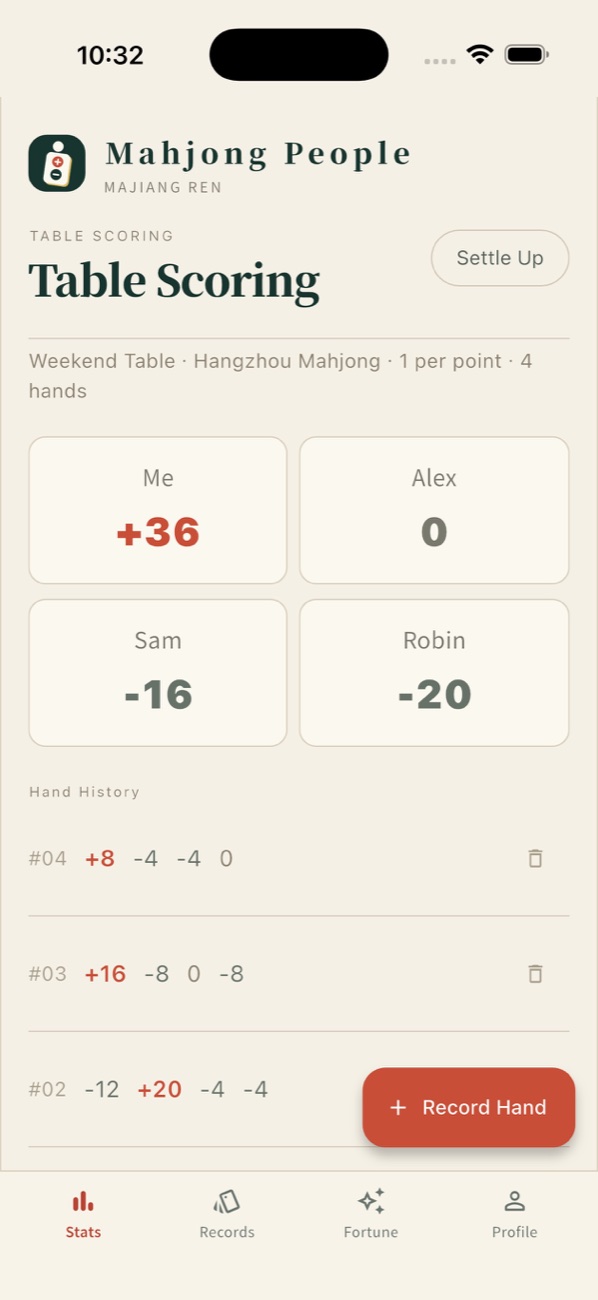 10:32
Mahjong People
MAJIANG REN
TABLE SCORING
Table Scoring
Settle Up
Weekend Table · Hangzhou Mahjong · 1 per point · 4
hands
Me
+36
Alex
0
Sam
-16
Robin
-20
Hand History
#04 +8 -4 -4 0
#03 +16 -8 0 -8
#02 -12 +20 -4 -4
+ Record Hand
Stats
Records
Fortune
Profile